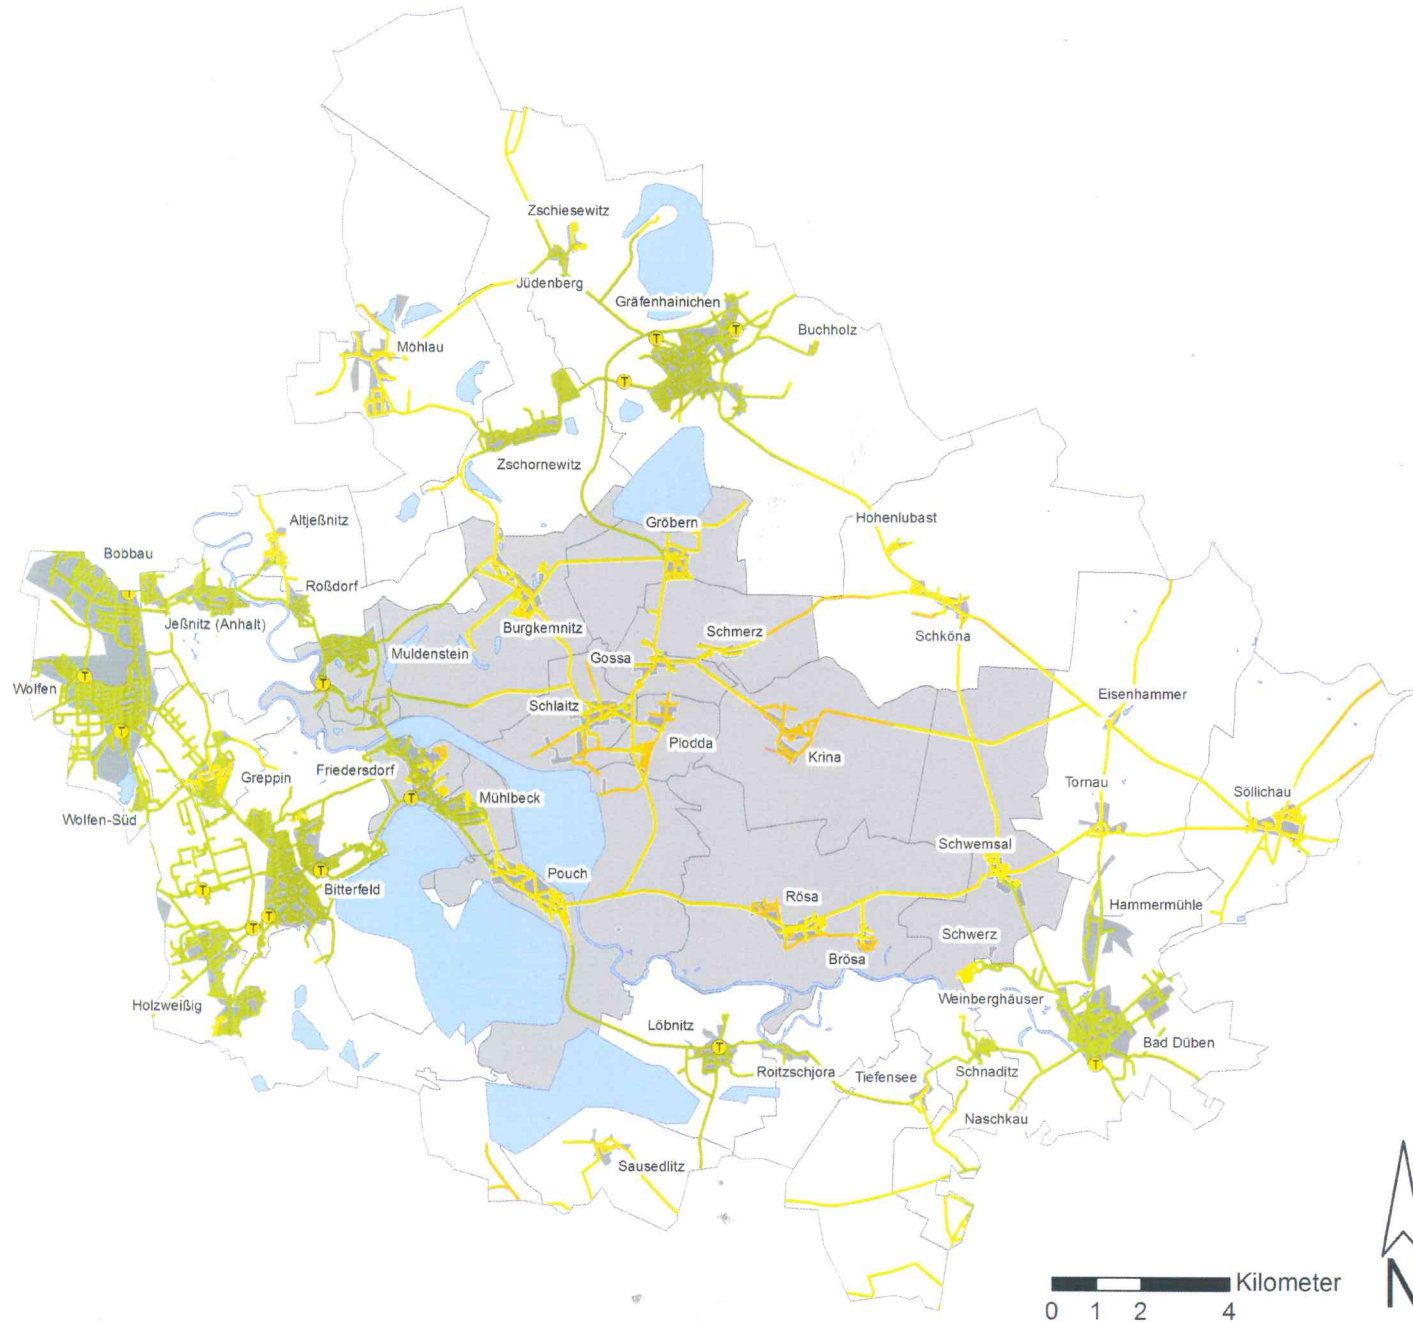 Zschiesewitz
Jüdenberg
Gräfenhainichen
Buchholz
Möhlau
T
T
T
Zschornewitz
Hohenlubast
Altjeßnitz
Gröbern
Bobbau
Roßdorf
T
Jeßnitz (Anhalt)
Burgkemnitz
Schmerz
Schköna
Muldenstein
Gossa
Wolfen
T
T
Eisenhammer
Schlaitz
T
Plodda
Krina
Friedersdorf
Greppin
Tornau
Söllichau
Mühlbeck
T
Wolfen-Süd
Schwemsal
T
Pouch
Bitterfeld
T
Rösa
Hammermühle
T
T
Schwerz
Brösa
Weinberghäuser
Holzweißig
Löbnitz
T
Bad Düben
T
Roitzschjora
Tiefensee
Schnaditz
Naschkau
Sausedlitz
Kilometer
0 1 2 4
N